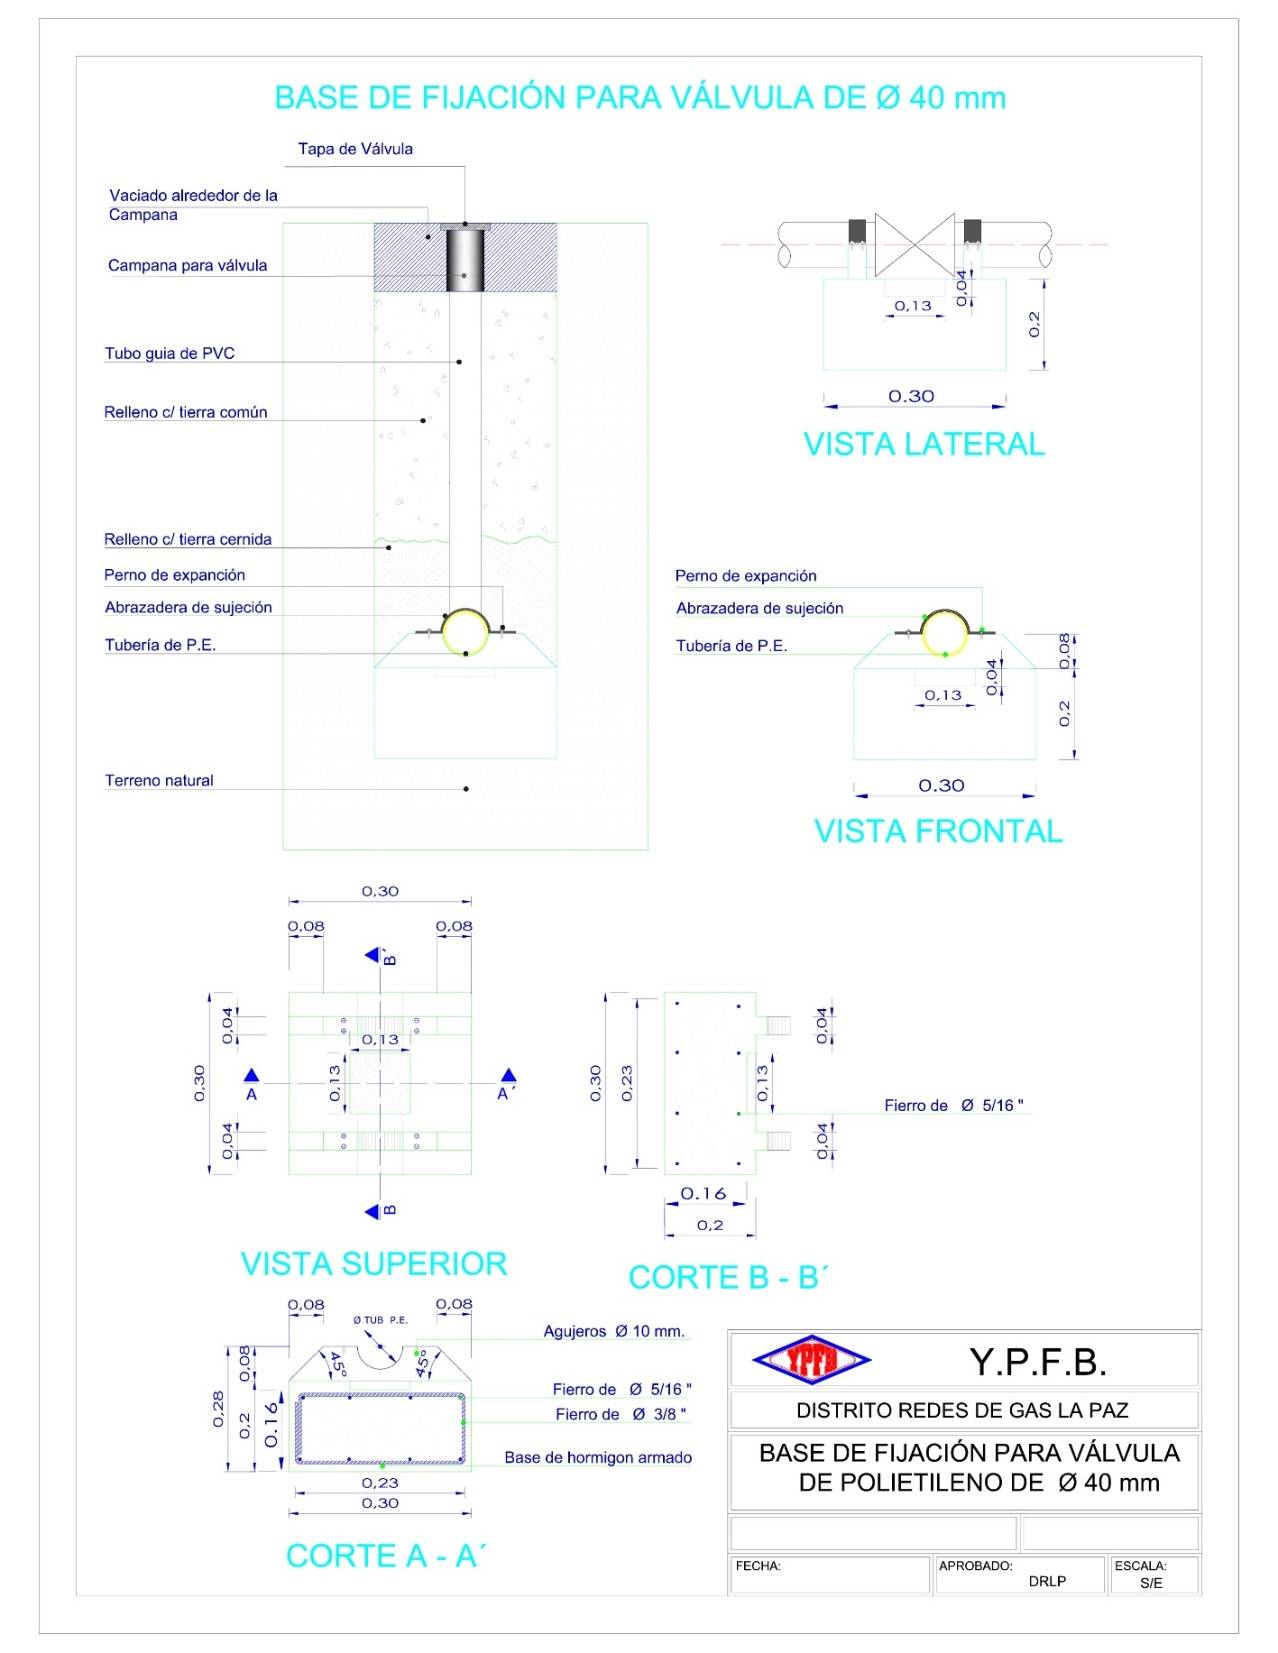 BASE DE FIJACIÓN PARA VÁLVULA DE Ø 40 mm
Tapa de Válvula
Vaciado alrededor de la
Campana
Campana para válvula
Tubo guia de PVC
Relleno c/ tierra común
Relleno c/ tierra cernida
Perno de expanción
Abrazadera de sujeción
Tubería de P.E.
Terreno natural
0,13
0,04
0,2
0.30
VISTA LATERAL
Perno de expanción
Abrazadera de sujeción
Tubería de P.E.
0,08
0,04
0,13
0,2
0.30
VISTA FRONTAL
0,30
0,08
0,08
B´
0,04
0,13
0,30
0,13
A
A´
0,04
B
VISTA SUPERIOR
0,04
0,30
0,23
0,13
Fierro de Ø 5/16 "
0,04
0.16
0,2
CORTE B - B´
0,08
0,08
Ø TUB P.E.
Agujeros Ø 10 mm.
45°
45°
0,08
0,28
0,2
0.16
Fierro de Ø 5/16 "
Fierro de Ø 3/8 "
Base de hormigon armado
0,23
0,30
CORTE A - A´
YPFB
Y.P.F.B.
DISTRITO REDES DE GAS LA PAZ
BASE DE FIJACIÓN PARA VÁLVULA
DE POLIETILENO DE Ø 40 mm
FECHA:
APROBADO:
DRLP
ESCALA:
S/E